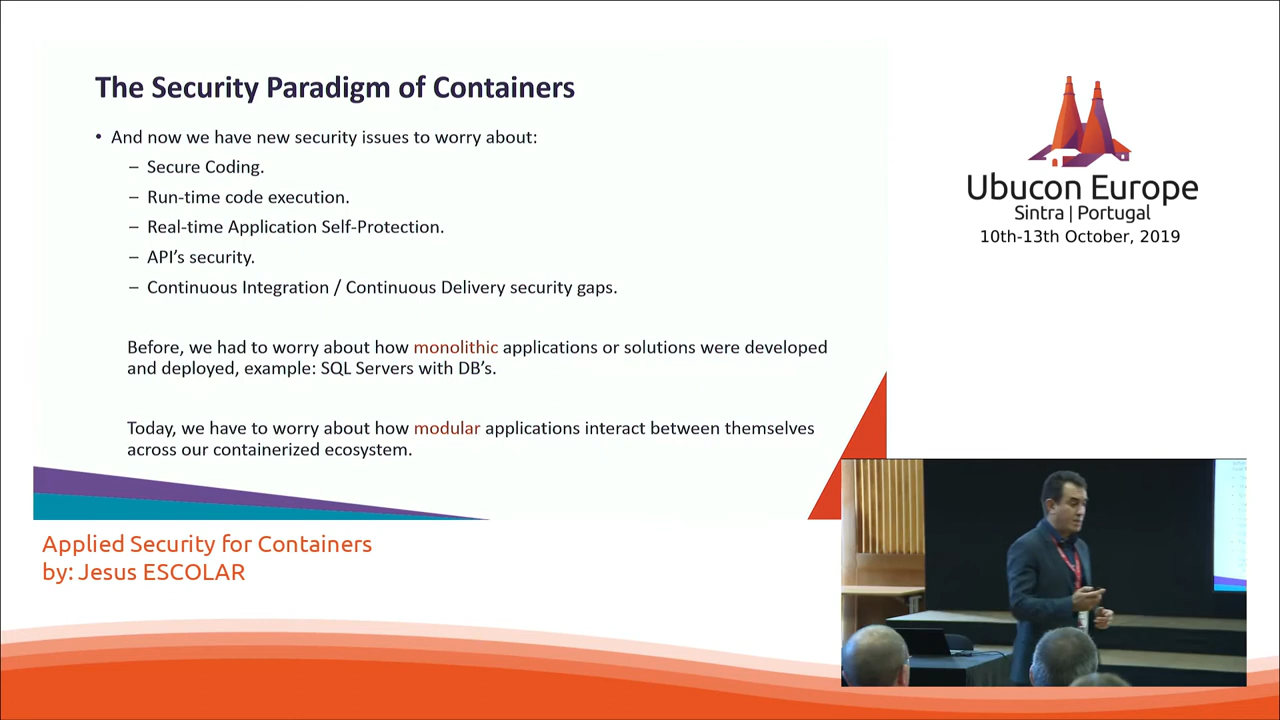 The Security Paradigm of Containers
• And now we have new security issues to worry about:
– Secure Coding.
– Run-time code execution.
– Real-time Application Self-Protection.
– API's security.
– Continuous Integration / Continuous Delivery security gaps.
Before, we had to worry about how monolithic applications or solutions were developed
and deployed, example: SQL Servers with DB's.
Today, we have to worry about how modular applications interact between themselves
across our containerized ecosystem.
Ubucon Europe
Sintra | Portugal
10th-13th October, 2019
Applied Security for Containers
by: Jesus ESCOLAR